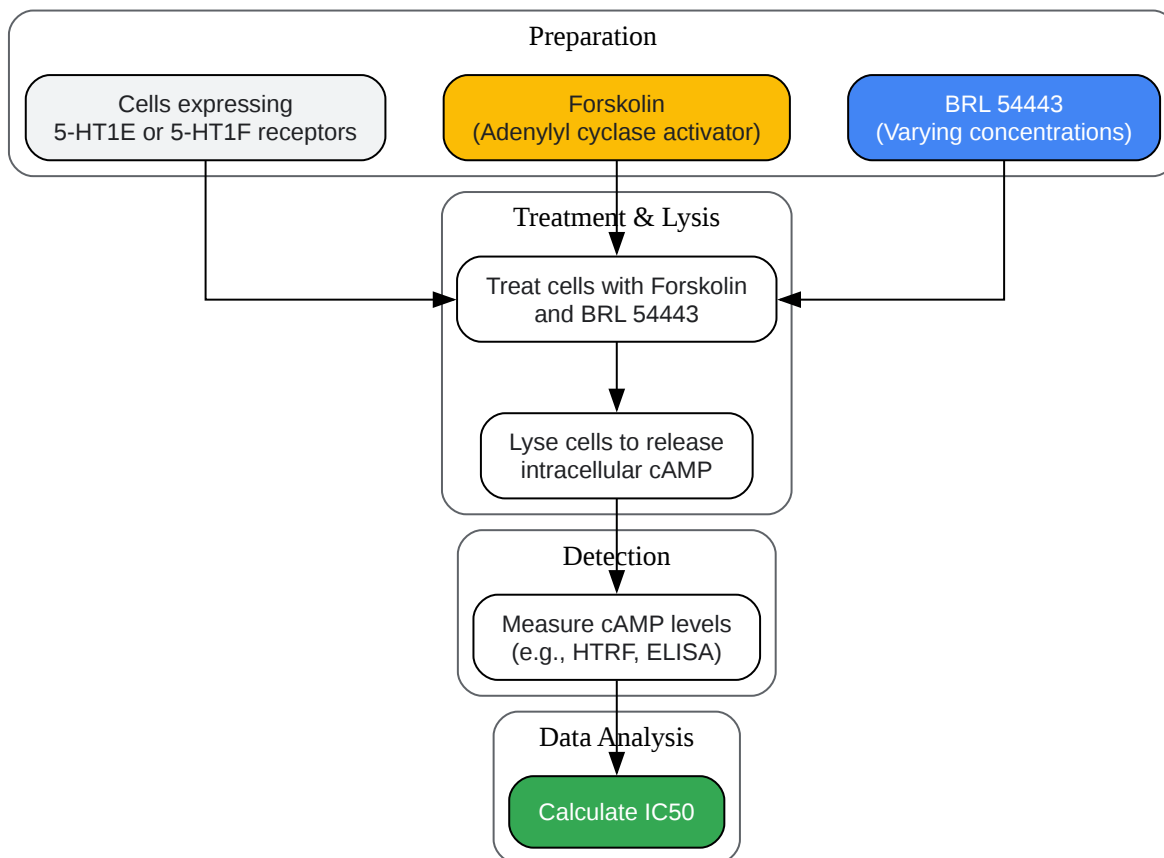 Preparation
Cells expressing
5-HT1E or 5-HT1F receptors
Forskolin
(Adenylyl cyclase activator)
BRL 54443
(Varying concentrations)
Treatment & Lysis
Treat cells with Forskolin
and BRL 54443
Lyse cells to release
intracellular cAMP
Detection
Measure cAMP levels
(e.g., HTRF, ELISA)
Data Analysis
Calculate IC50